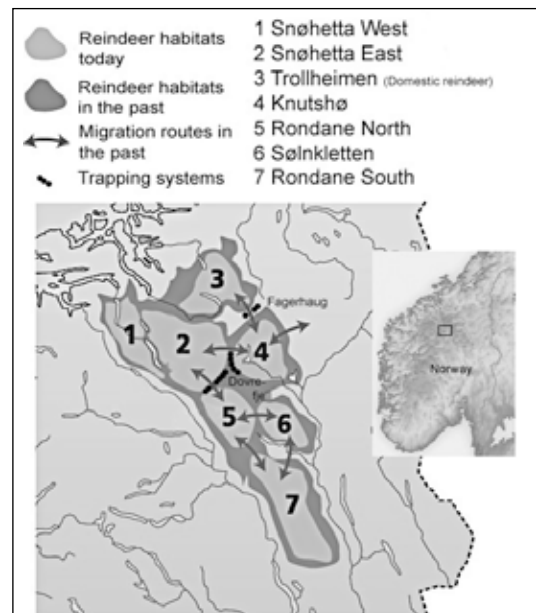 Reindeer habitats
today
Reindeer habitats
in the past
Migration routes in
the past
Trapping systems
1 Snøhetta West
2 Snøhetta East
3 Trollheimen (Domestic reindeer)
4 Knutshø
5 Rondane North
6 Sølnkletten
7 Rondane South
3
Fagerhaug
1
2
4
Dovre-
fjell
5
6
7
Norway